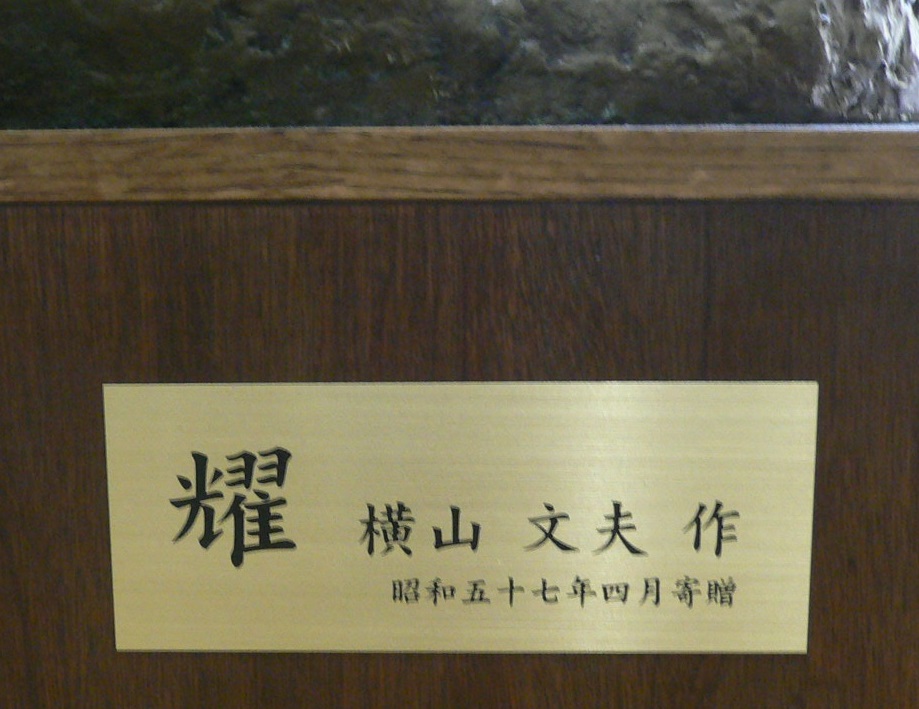 耀 横山 文夫 作
昭和五十七年四月寄贈